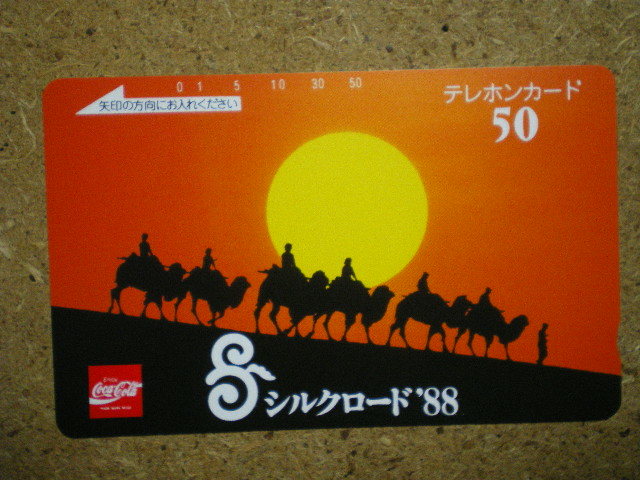 0 1 5 10 30 50
矢印の方向にお入れください
テレホンカード
50
Enjoy
Coca-Cola
シルクロード '88